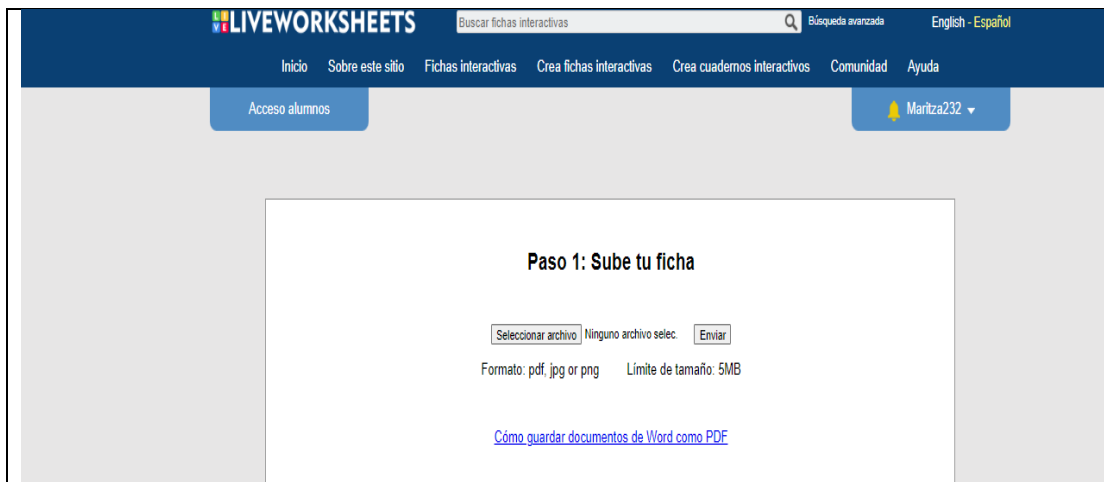 LIVE
LIVEWORKSHEETS
Buscar fichas interactivas
Búsqueda avanzada
English - Español
Inicio Sobre este sitio Fichas interactivas Crea fichas interactivas Crea cuadernos interactivos Comunidad Ayuda
Acceso alumnos
Maritza232
Paso 1: Sube tu ficha
Seleccionar archivo Ninguno archivo selec. Enviar
Formato: pdf, jpg or png Límite de tamaño: 5MB
Cómo guardar documentos de Word como PDF